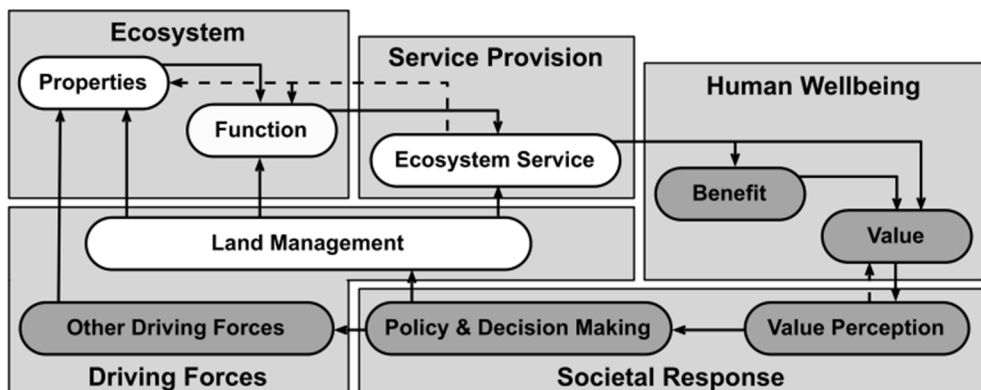 Ecosystem
Properties
Function
Service Provision
Ecosystem Service
Human Wellbeing
Benefit
Value
Land Management
Other Driving Forces
Policy & Decision Making
Value Perception
Driving Forces
Societal Response